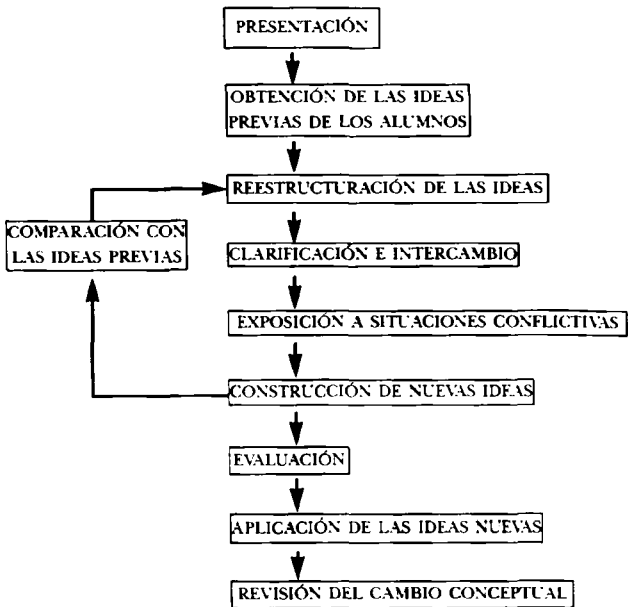 PRESENTACIÓN
OBTENCIÓN DE LAS IDEAS
PREVIAS DE LOS ALUMNOS
REESTRUCTURACIÓN DE LAS IDEAS
COMPARACIÓN CON
LAS IDEAS PREVIAS
CLARIFICACIÓN E INTERCAMBIO
EXPOSICIÓN A SITUACIONES CONFLICTIVAS
CONSTRUCCIÓN DE NUEVAS IDEAS
EVALUACIÓN
APLICACIÓN DE LAS IDEAS NUEVAS
REVISIÓN DEL CAMBIO CONCEPTUAL